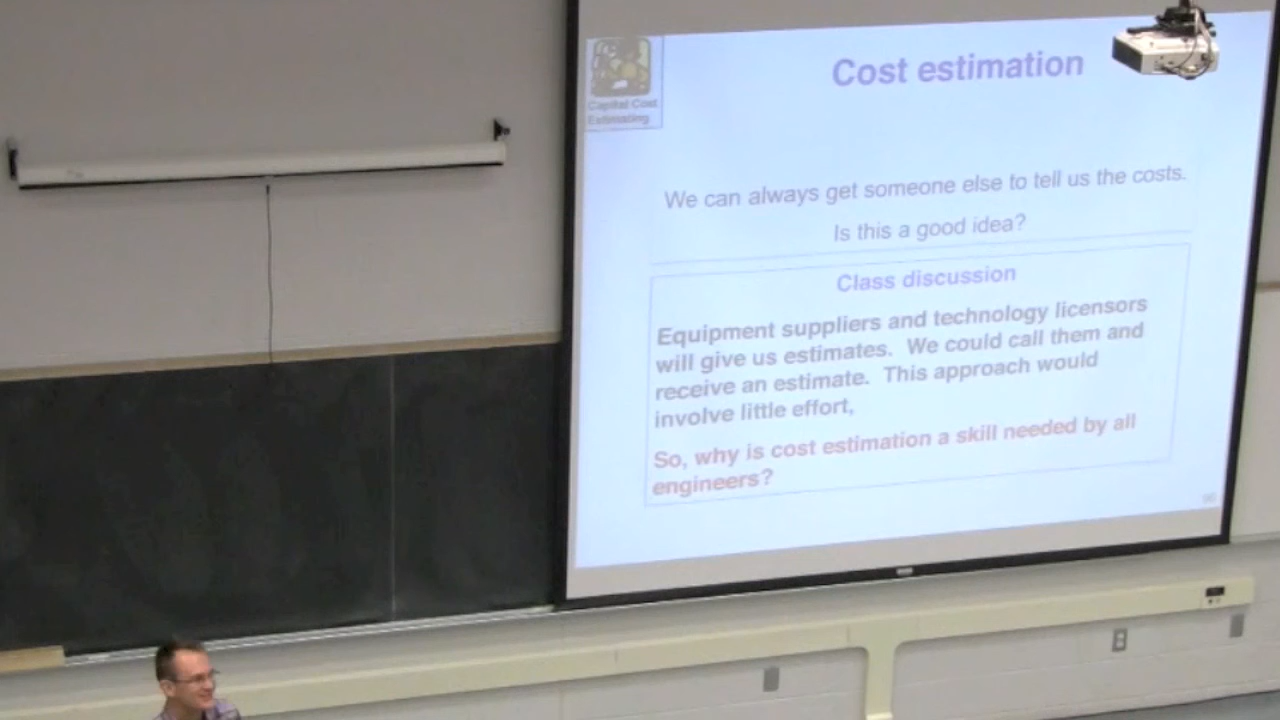 Capital Cost
Estimating
Cost estimation
We can always get someone else to tell us the costs.
Is this a good idea?
Class discussion
Equipment suppliers and technology licensors
will give us estimates. We could call them and
receive an estimate. This approach would
involve little effort,
So, why is cost estimation a skill needed by all
engineers?